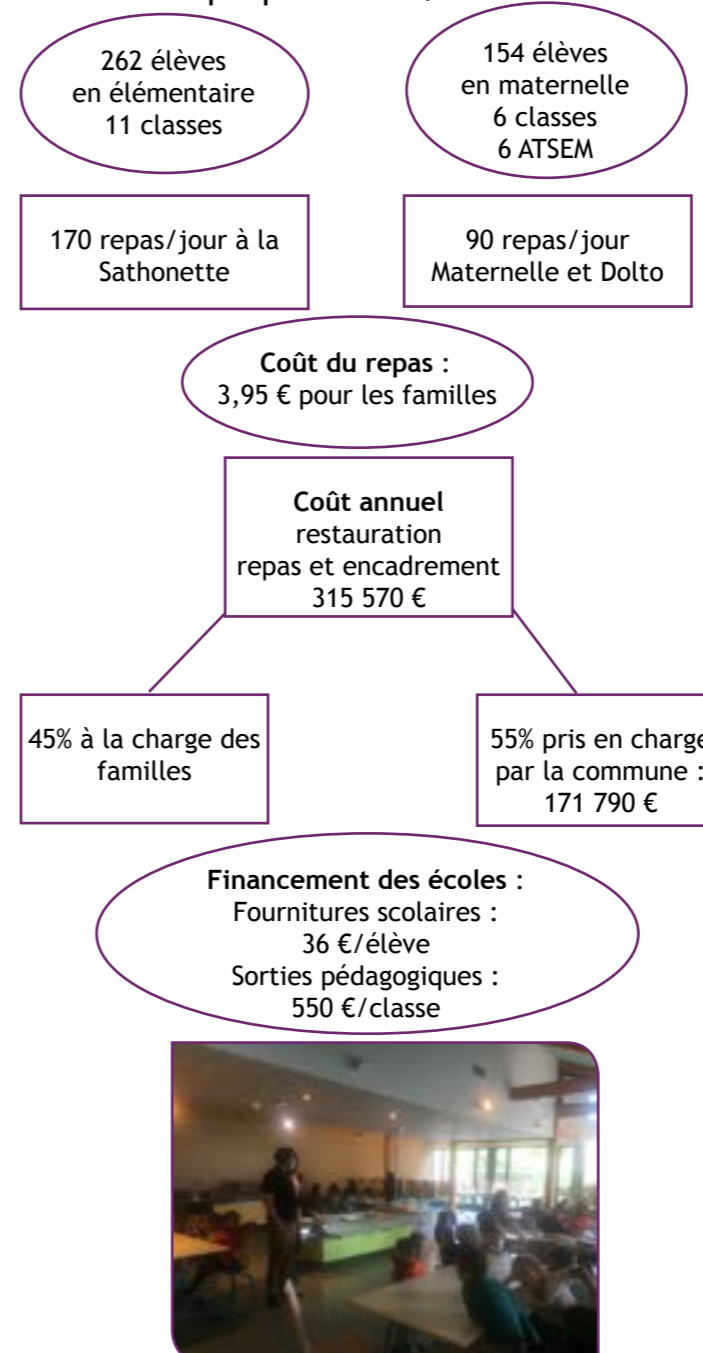 262 élèves
en élémentaire
11 classes
154 élèves
en maternelle
6 classes
6 ATSEM
170 repas/jour à la
Sathonette
90 repas/jour
Maternelle et Dolto
Coût du repas :
3,95 € pour les familles
Coût annuel
restauration
repas et encadrement
315 570 €
45% à la charge des
familles
55% pris en charge
par la commune :
171 790 €
Financement des écoles :
Fournitures scolaires :
36 €/élève
Sorties pédagogiques :
550 €/classe